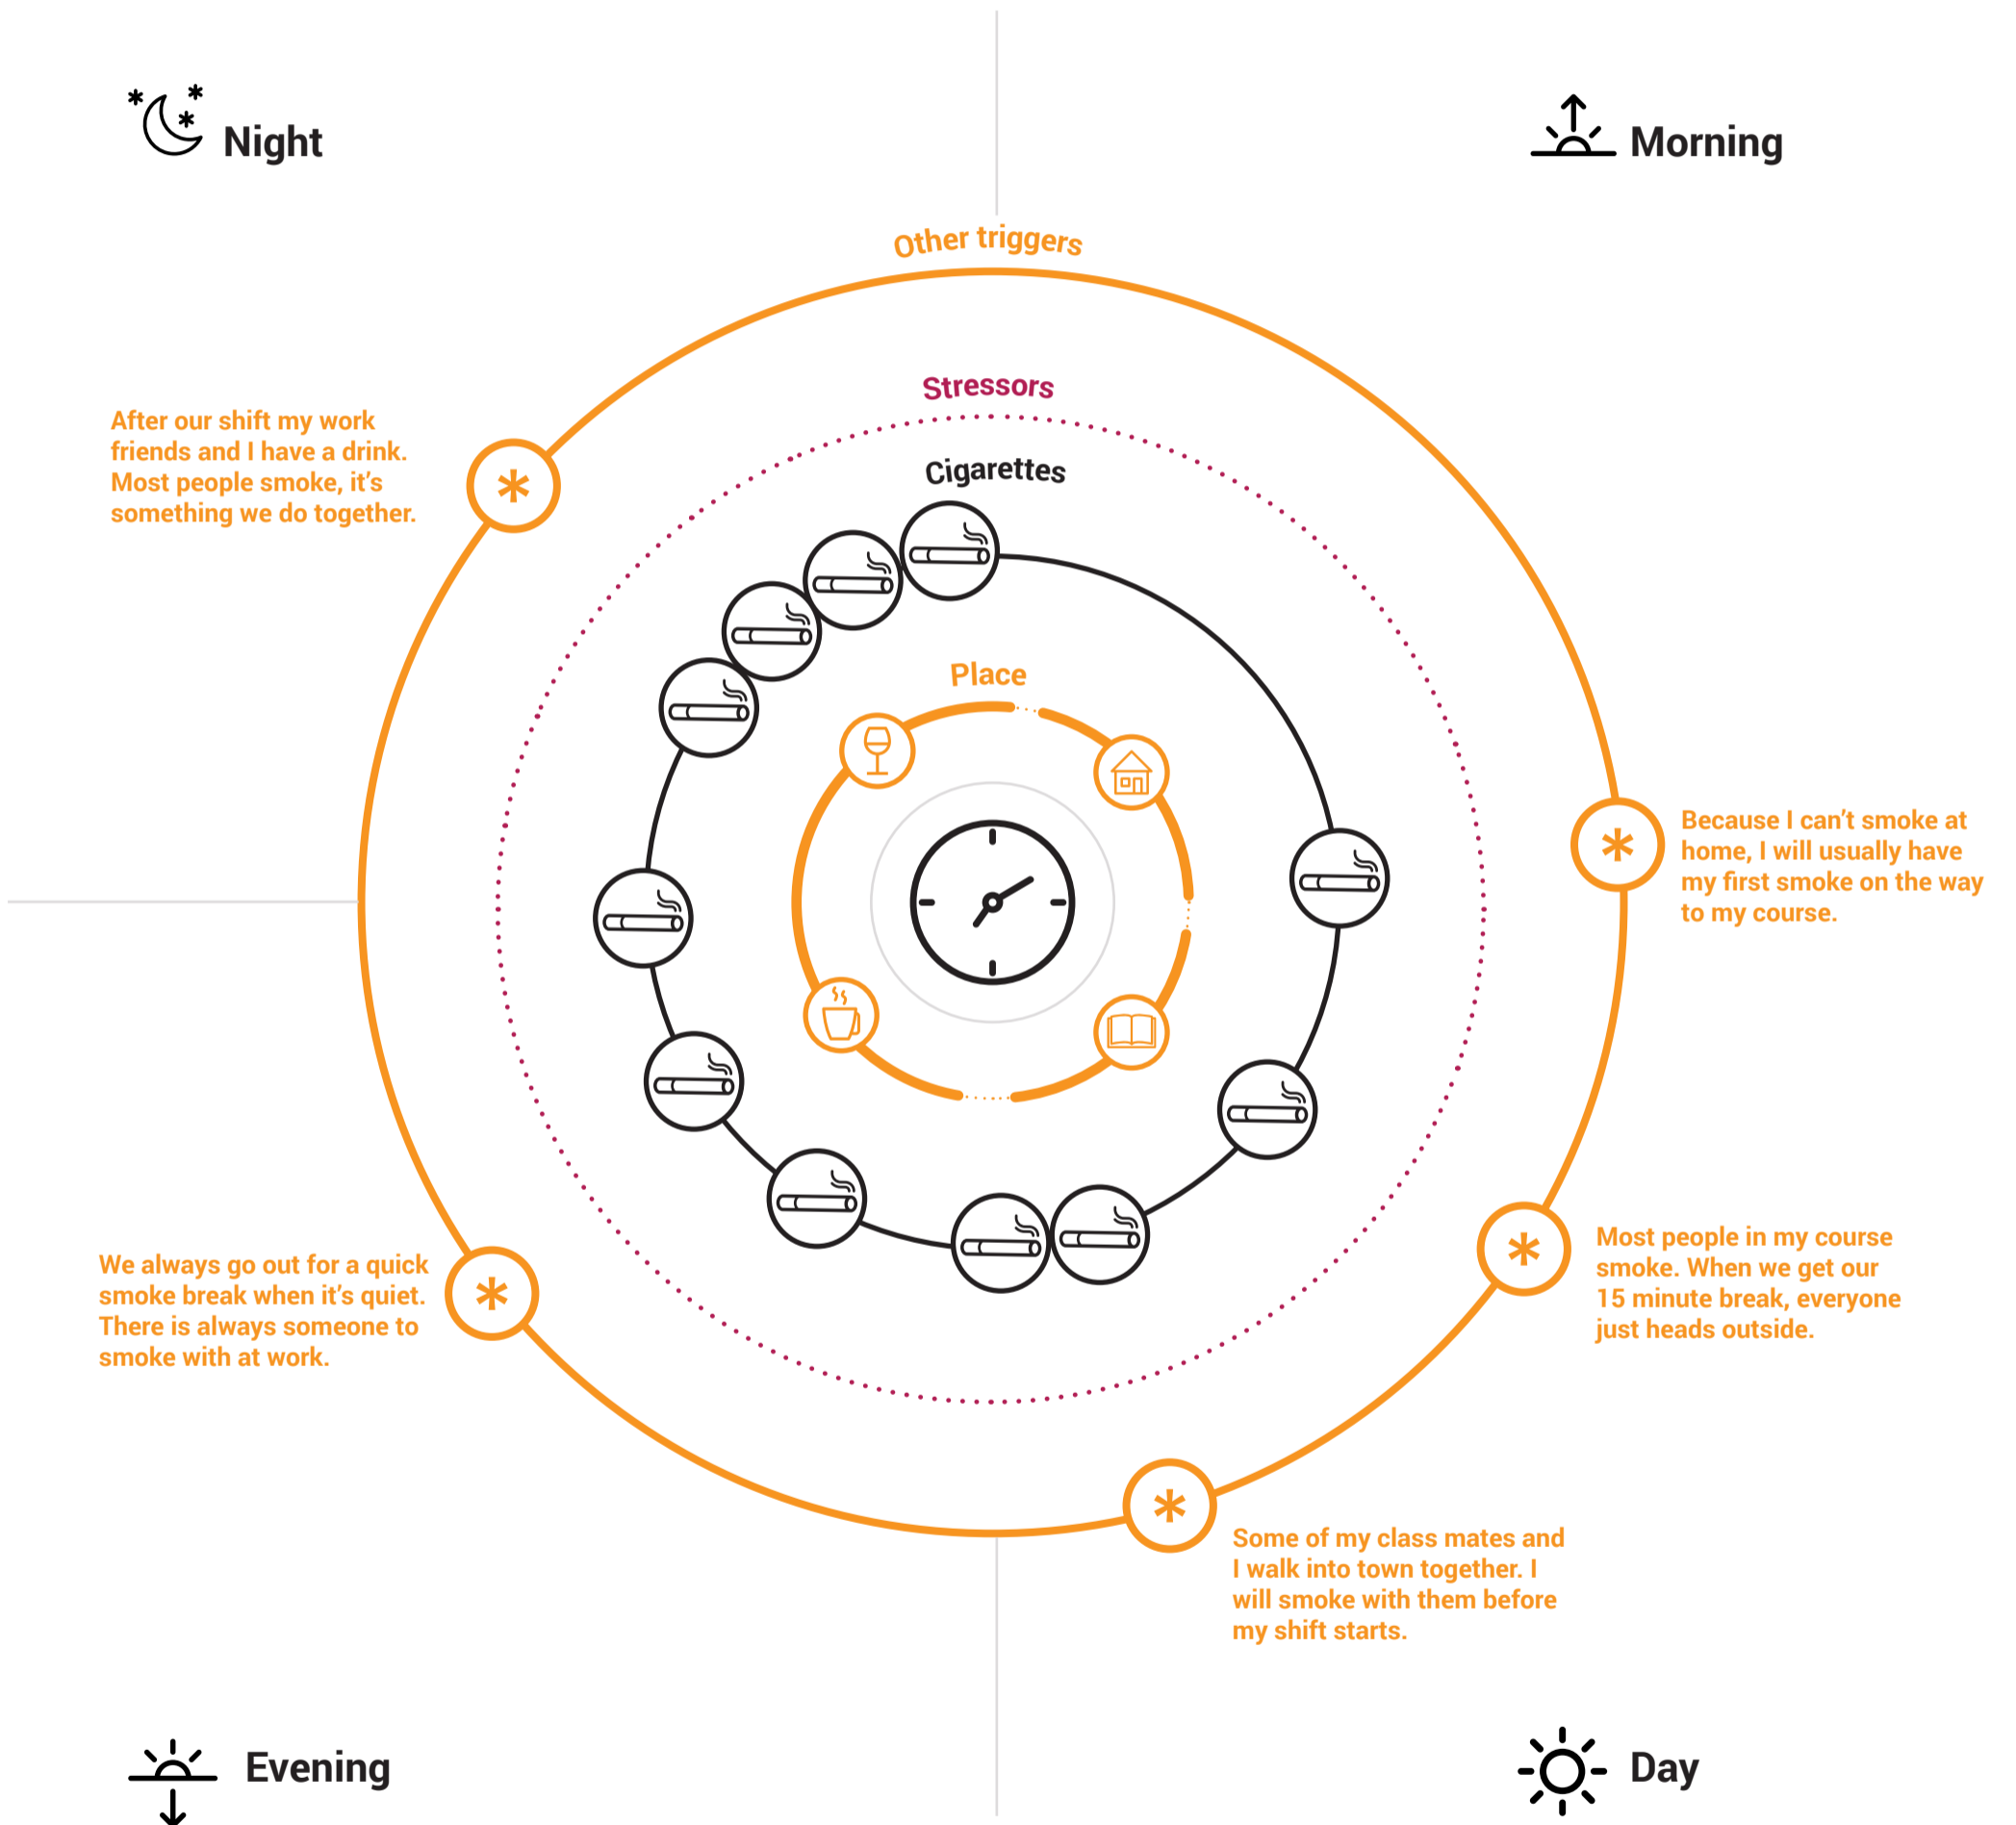 Night
Morning
Other triggers
Stressors
After our shift my work
friends and I have a drink.
Most people smoke, it's
something we do together.
Cigarettes
Place
Because I can't smoke at
home, I will usually have
my first smoke on the way
to my course.
We always go out for a quick
smoke break when it's quiet.
There is always someone to
smoke with at work.
Most people in my course
smoke. When we get our
15 minute break, everyone
just heads outside.
Some of my class mates and
I walk into town together. I
will smoke with them before
my shift starts.
Evening
Day